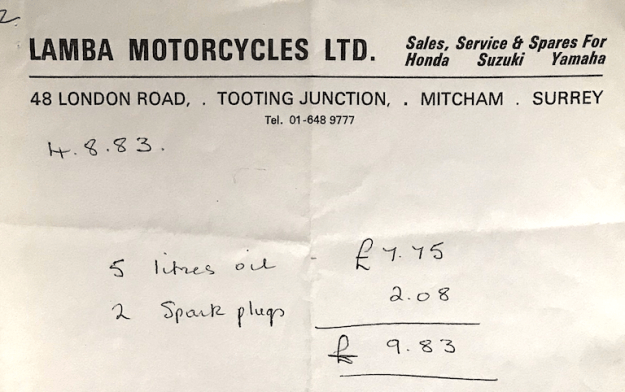 LAMBA MOTORCYCLES LTD.
Sales, Service & Spares For
Honda Suzuki Yamaha
48 LONDON ROAD, . TOOTING JUNCTION, . MITCHAM . SURREY
Tel. 01-648 9777
4.8.83.
5 litres oil - £7.75
2 Spark plugs 2.08
£ 9.83